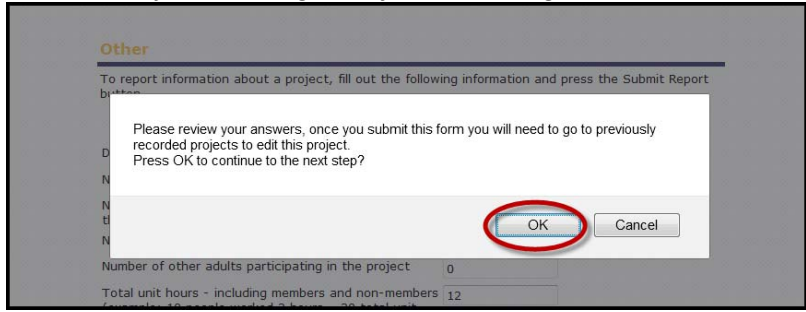 Other
To report information about a project, fill out the following information and press the Submit Report
button
Please review your answers, once you submit this form you will need to go to previously
recorded projects to edit this project.
Press OK to continue to the next step?
D
N
N
N
OK
Cancel
Number of other adults participating in the project
0
Total unit hours - including members and non-members
12